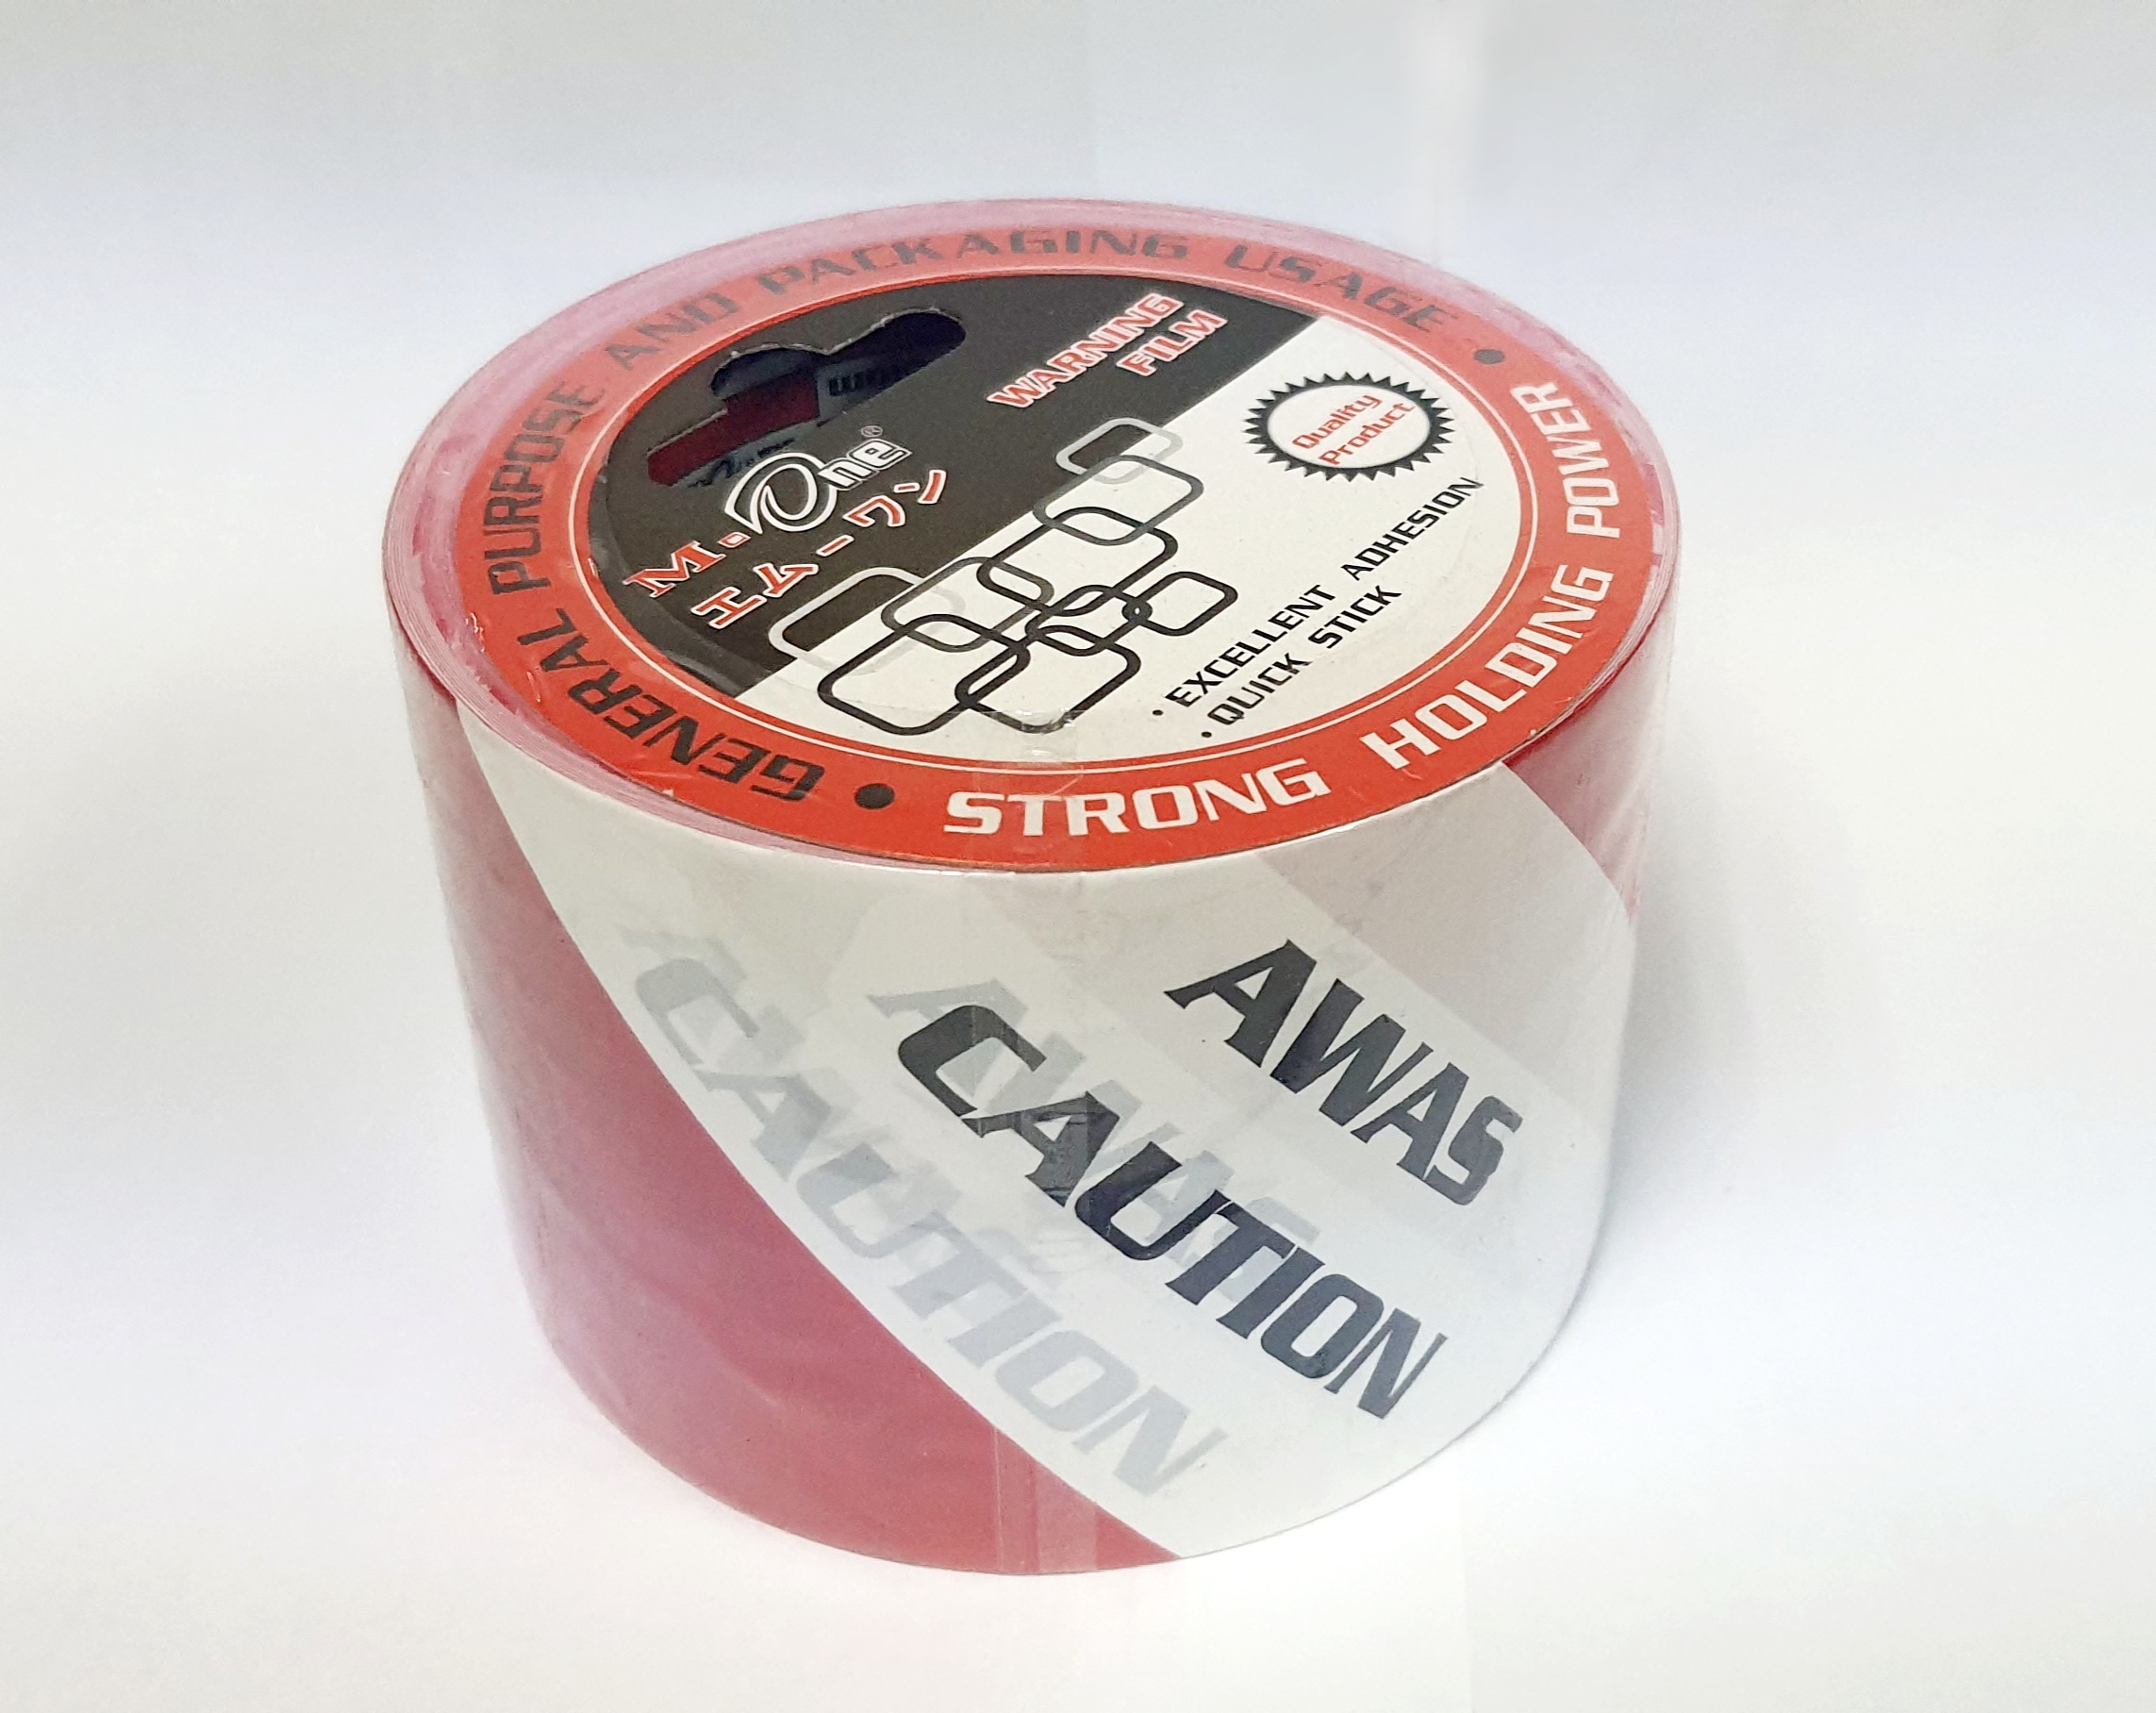 GENERAL PURPOSE AND PACKAGING USAGE •
• STRONG HOLDING POWER
WARNING
FILM
M·One®
エムーワン
Quality
Product
• EXCELLENT ADHESION
• QUICK STICK
AWAS
CAUTION
AWAS
CAUTION